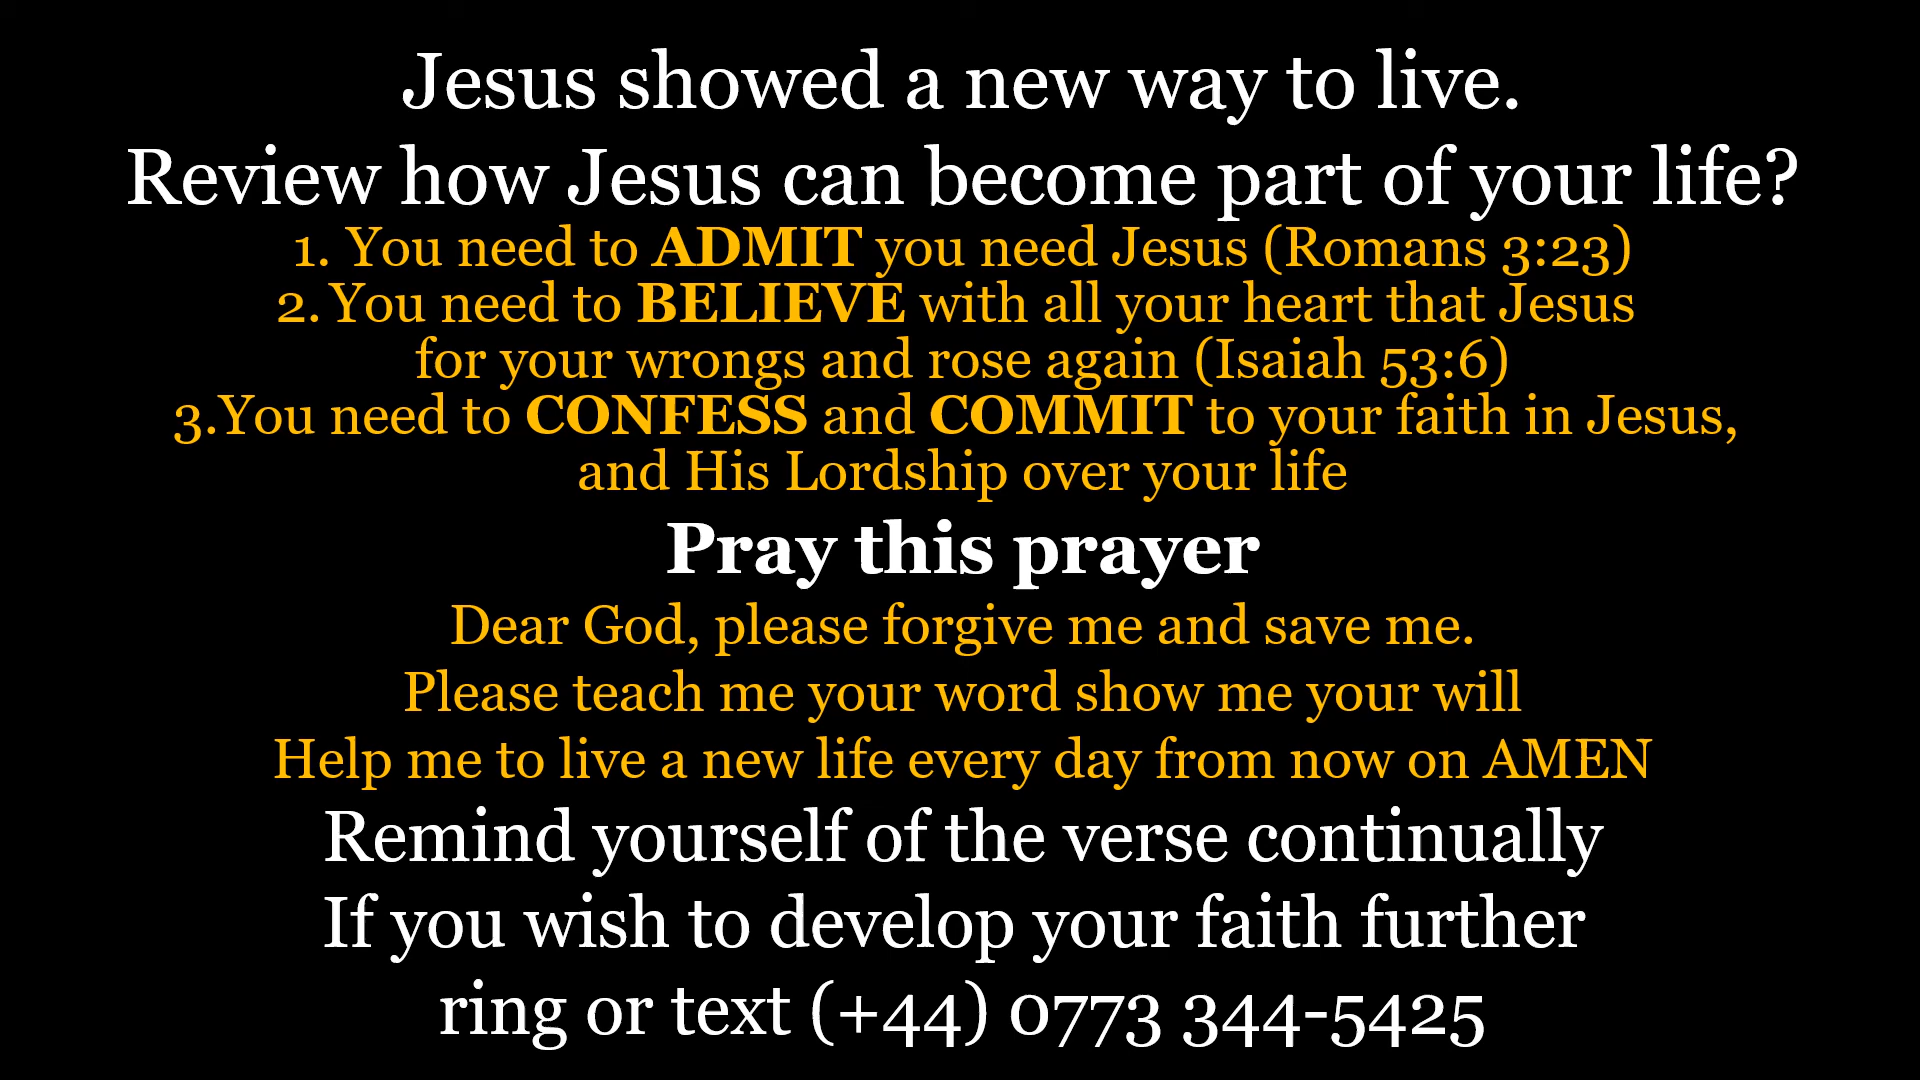 Jesus showed a new way to live.
Review how Jesus can become part of your life?
1. You need to ADMIT you need Jesus (Romans 3:23)
2. You need to BELIEVE with all your heart that Jesus
for your wrongs and rose again (Isaiah 53:6)
3.You need to CONFESS and COMMIT to your faith in Jesus,
and His Lordship over your life
Pray this prayer
Dear God, please forgive me and save me.
Please teach me your word show me your will
Help me to live a new life every day from now on AMEN
Remind yourself of the verse continually
If you wish to develop your faith further
ring or text (+44) 0773 344-5425